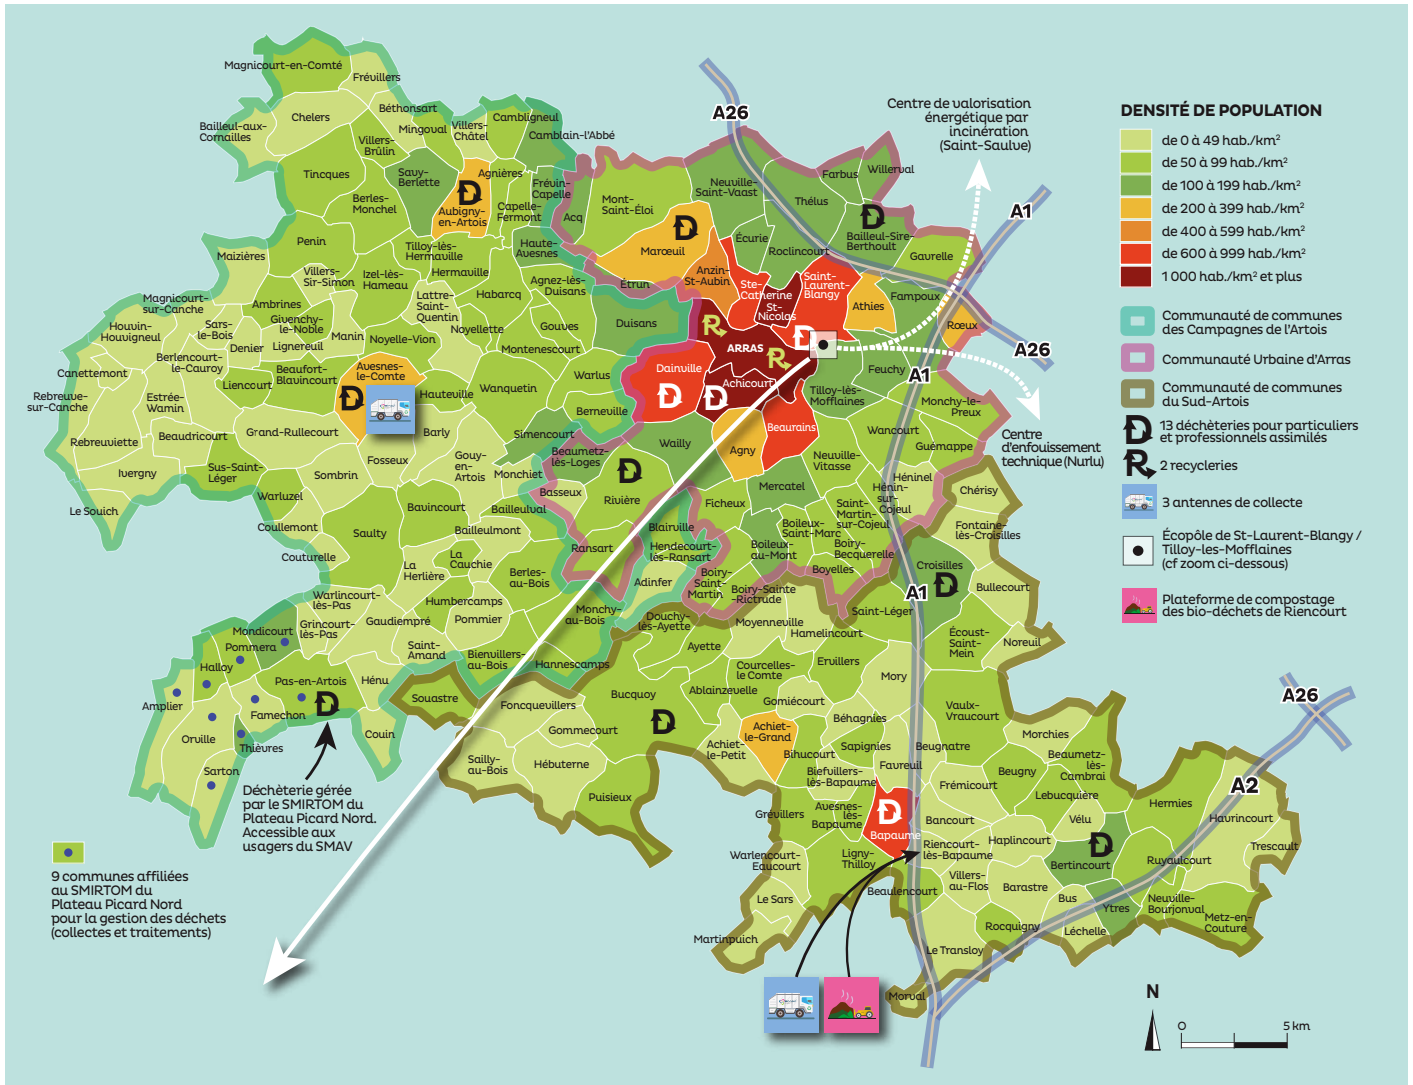 Magnicourt-en-Comté
Frévillers
Chelers
Béthonsart
Bailleul-aux-
Cornailles
Mingoval
Villers-
Châtel
Cambligneul
Camblain-l'Abbé
Villers-
Brûlin
Tincques
Savy-
Berlette
Agnières
Frévin-
Capelle
Berles-
Monchel
Aubigny-
en-Artois
Capelle-
Fermont
Acq
Penin
Tilloy-lès-
Hermaville
Haute-
Avesnes
Maizières
Villers-
Sir-Simon
Izel-lès-
Hameau
Hermaville
Agnez-lès-
Duisans
Habarcq
Lattre-
Saint-
Quentin
Magnicourt-
sur-Canche
Ambrines
Givenchy-
le-Noble
Houvin-
Houvigneul
Sars-
le-Bois
Denier
Lignereuil
Manin
Noyelle-Vion
Noyellette
Gouves
Montenescourt
Duisans
Berlencourt-
le-Cauroy
Canettemont
Liencourt
Beaufort-
Blavincourt
Avesnes-
le-Comte
Hauteville
Wanquetin
Warlus
Berneville
Rebreuve-
sur-Canche
Estrée-
Wamin
Rebreuviette
Beaudricourt
Grand-Rullecourt
Barly
Fosseux
Simencourt
Beaumetz-
lès-Loges
Monchiet
Gouy-
en-
Artois
Ivergny
Sus-Saint-
Léger
Sombrin
Le Souich
Warluzel
Coullemont
Couturelle
Saulty
Bavincourt
Bailleulval
Bailleulmont
Basseux
Rivière
Ransart
Blairville
Hendecourt-
lès-Ransart
Adinfer
La
Cauchie
La
Herlière
Berles-
au-Bois
Monchy-
au-Bois
Warlincourt-
lès-Pas
Humbercamps
Grincourt-
lès-Pas
Gaudiempré
Pommier
Mondicourt
Pommera
Saint-
Amand
Bienvillers-
au-Bois
Hannescamps
Halloy
Pas-en-Artois
Hénu
Amplier
Famechon
Orville
Thièvres
Couin
Sarton
Souastre
Foncquevillers
Gommecourt
Sailly-
au-Bois
Hébuterne
Puisieux
Bucquoy
Mont-
Saint-Éloi
Neuville-
Saint-Vaast
Farbus
Willerval
Thélus
Marœuil
Écurie
Roclincourt
Bailleul-Sire-
Berthoult
Gavrelle
Étrun
Anzin-
St-Aubin
Ste-
Catherine
St-
Nicolas
Saint-
Laurent-
Blangy
Athies
Fampoux
Rœux
ARRAS
Dainville
Achicourt
Tilloy-lès-
Mofflaines
Feuchy
Monchy-le-
Preux
Beaurains
Agny
Wailly
Wancourt
Guémappe
Neuville-
Vitasse
Héninel
Hénin-
sur-
Cojeul
Mercatel
Ficheux
Saint-
Martin-
sur-Cojeul
Boileux-
Saint-Marc
Boileux-
au-Mont
Boiry-
Becquerelle
Boyelles
Boiry-
Saint-
Martin
Boiry-Sainte
-Rictrude
Chérisy
Fontaine-
lès-Croisilles
Croisilles
Bullecourt
Saint-Léger
Écoust-
Saint-
Mein
Noreuil
Douchy-
lès-Ayette
Moyenneville
Hamelincourt
Ayette
Courcelles-
le Comte
Ervillers
Ablainzevelle
Gomiécourt
Mory
Achiet-
le-Grand
Achiet-
le-Petit
Béhagnies
Sapignies
Bihucourt
Vaulx-
Vraucourt
Beugnatre
Morchies
Beaumetz-
lès-
Cambrai
Favreuil
Biefvillers-
lès-Bapaume
Frémicourt
Beugny
Lebucquière
Vélu
Hermies
Havrincourt
Trescault
Grévillers
Avesnes-
lès-
Bapaume
Bapaume
Bancourt
Haplincourt
Bertincourt
Ruyaulcourt
Riencourt-
lès-Bapaume
Ligny-
Thilloy
Warlencourt-
Eaucourt
Villers-
au-Flos
Barastre
Bus
Neuville-
Bourjonval
Metz-en-
Couture
Ytres
Beaulencourt
Le Sars
Rocquigny
Léchelle
Martinpuich
Le Transloy
Morval
A26
A1
A26
A1
A1
A26
A2
Centre de valorisation
énergétique par
incinération
(Saint-Saulve)
Centre
d'enfouissement
technique (Nurlu)
Déchèterie gérée
par le SMIRTOM du
Plateau Picard Nord.
Accessible aux
usagers du SMAV
9 communes affiliées
au SMIRTOM du
Plateau Picard Nord
pour la gestion des déchets
(collectes et traitements)
DENSITÉ DE POPULATION
de 0 à 49 hab./km²
de 50 à 99 hab./km²
de 100 à 199 hab./km²
de 200 à 399 hab./km²
de 400 à 599 hab./km²
de 600 à 999 hab./km²
1 000 hab./km² et plus
Communauté de communes
des Campagnes de l'Artois
Communauté Urbaine d'Arras
Communauté de communes
du Sud-Artois
13 déchèteries pour particuliers
et professionnels assimilés
2 recycleries
3 antennes de collecte
Écopôle de St-Laurent-Blangy /
Tilloy-les-Mofflaines
(cf zoom ci-dessous)
Plateforme de compostage
des bio-déchets de Riencourt
N
0 5 km